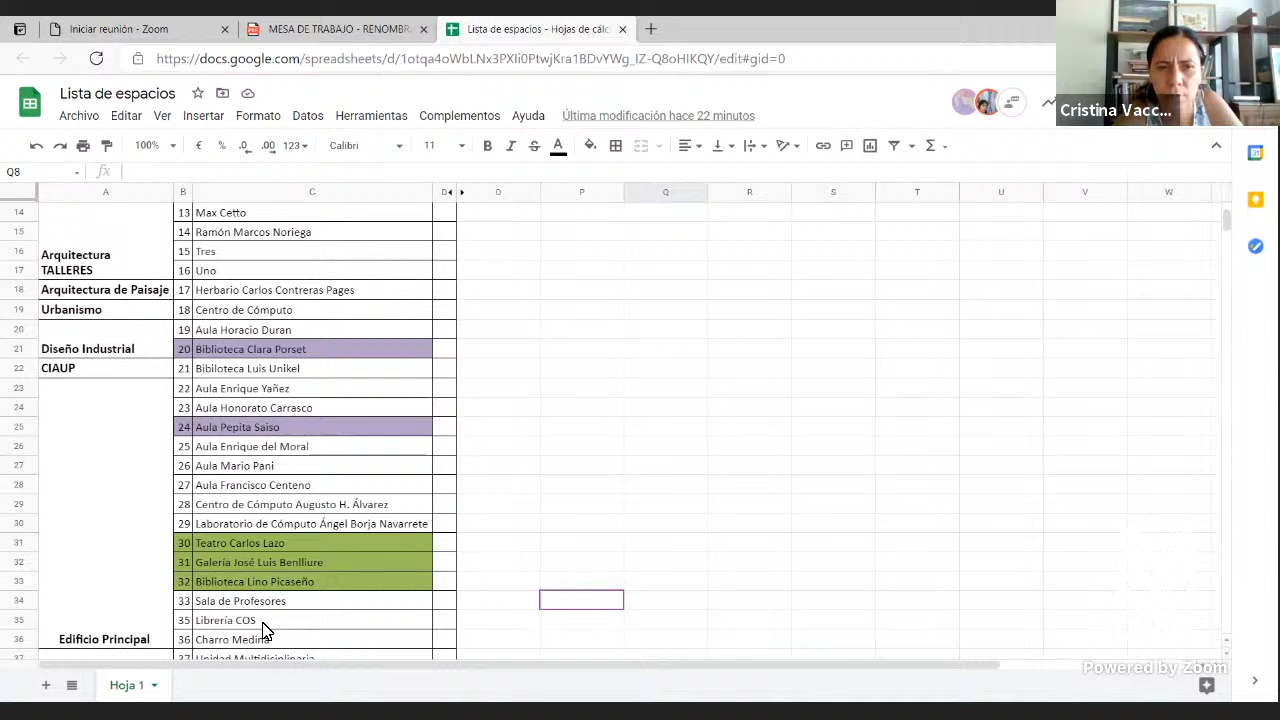 Iniciar reunión - Zoom
MESA DE TRABAJO - RENOMBR
Lista de espacios - Hojas de cálc
https://docs.google.com/spreadsheets/d/1otqa4oWbLNx3PXli0PtwjKra1BDvYWg_IZ-Q8oHIKQY/edit#gid=0
Cristina Vacc...
Lista de espacios
Archivo Editar Ver Insertar Formato Datos Herramientas Complementos Ayuda Última modificación hace 22 minutos
100% € % .0 .00 123 Calibri 11 B I S A Σ
Q8 fx
A B C D O P Q R S T U V W
14 13 Max Cetto
15 14 Ramón Marcos Noriega
16 15 Tres
Arquitectura
17 TALLERES 16 Uno
18 Arquitectura de Paisaje 17 Herbario Carlos Contreras Pages
19 Urbanismo 18 Centro de Cómputo
20 19 Aula Horacio Duran
21 Diseño Industrial 20 Biblioteca Clara Porset
22 CIAUP 21 Bibiloteca Luis Unikel
23 22 Aula Enrique Yañez
24 23 Aula Honorato Carrasco
25 24 Aula Pepita Saiso
26 25 Aula Enrique del Moral
27 26 Aula Mario Pani
28 27 Aula Francisco Centeno
29 28 Centro de Cómputo Augusto H. Álvarez
30 29 Laboratorio de Cómputo Ángel Borja Navarrete
31 30 Teatro Carlos Lazo
32 31 Galería José Luis Benlliure
33 32 Biblioteca Lino Picaseño
34 33 Sala de Profesores
35 35 Librería COS
36 Edificio Principal 36 Charro Medina
37 37 Unidad Multidisciplinaria
Powered by Zoom
Hoja 1